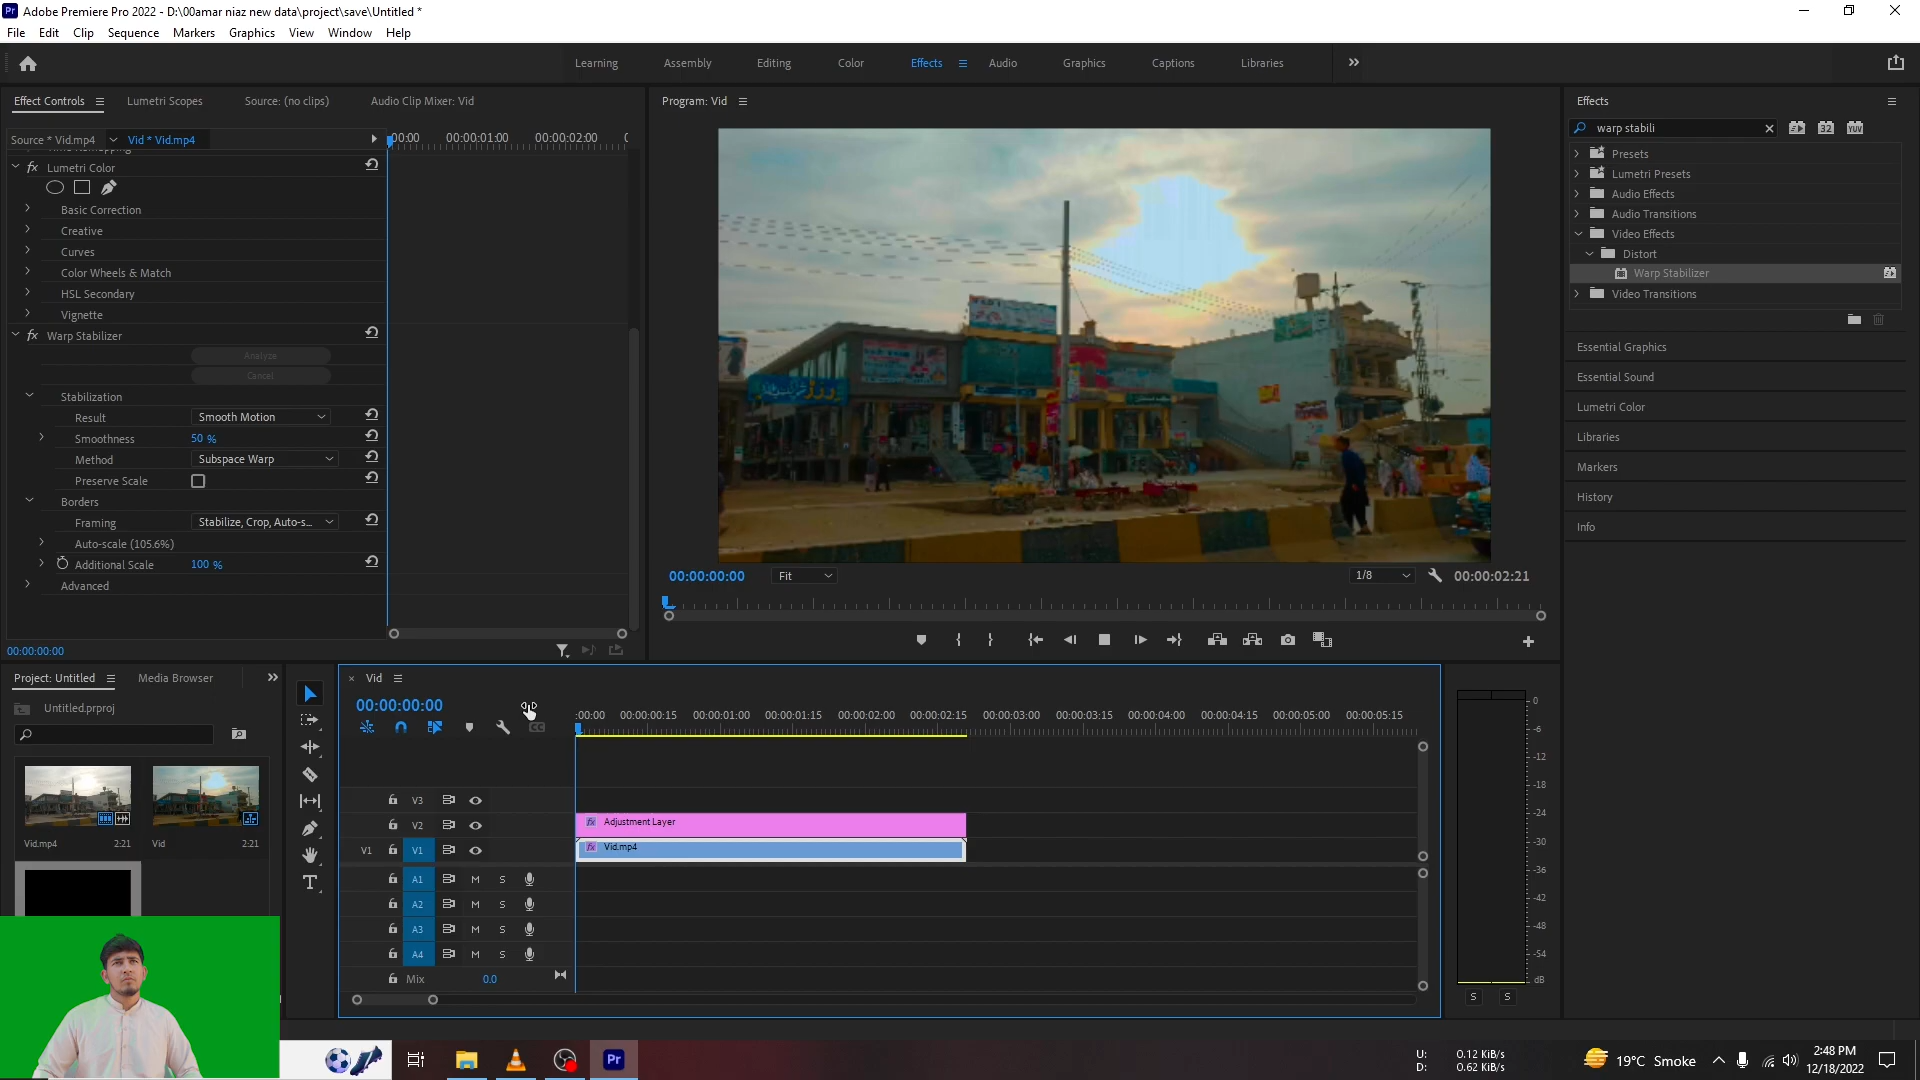 Adobe Premiere Pro 2022 - D:\00amar niaz new data\project\save\Untitled *
File Edit Clip Sequence Markers Graphics View Window Help
Learning Assembly Editing Color Effects Audio Graphics Captions Libraries
Effect Controls Lumetri Scopes Source: (no clips) Audio Clip Mixer: Vid
Source * Vid.mp4 Vid * Vid.mp4
:00:00 00:00:01:00 00:00:02:00
Lumetri Color
Basic Correction
Creative
Curves
Color Wheels & Match
HSL Secondary
Vignette
Warp Stabilizer
Analyze
Cancel
Stabilization
Result Smooth Motion
Smoothness 50 %
Method Subspace Warp
Preserve Scale
Borders
Framing Stabilize, Crop, Auto-s...
Auto-scale (105.6%)
Additional Scale 100 %
Advanced
00:00:00:00
Program: Vid
00:00:00:00 Fit 1/8 00:00:02:21
Effects
warp stabili
32 YUV
Presets
Lumetri Presets
Audio Effects
Audio Transitions
Video Effects
Distort
Warp Stabilizer
Video Transitions
Essential Graphics
Essential Sound
Lumetri Color
Libraries
Markers
History
Info
Project: Untitled Media Browser
Untitled.prproj
Vid.mp4 2:21 Vid 2:21
Vid
00:00:00:00
:00:00 00:00:00:15 00:00:01:00 00:00:01:15 00:00:02:00 00:00:02:15 00:00:03:00 00:00:03:15 00:00:04:00 00:00:04:15 00:00:05:00 00:00:05:15
V3
V2 Adjustment Layer
V1 V1 Vid.mp4
A1 M S
A2 M S
A3 M S
A4 M S
Mix 0.0
0
-6
-12
-18
-24
-30
-36
-42
-48
-54
dB
S S
Pr
U: 0.12 KiB/s
D: 0.62 KiB/s
19°C Smoke
2:48 PM
12/18/2022